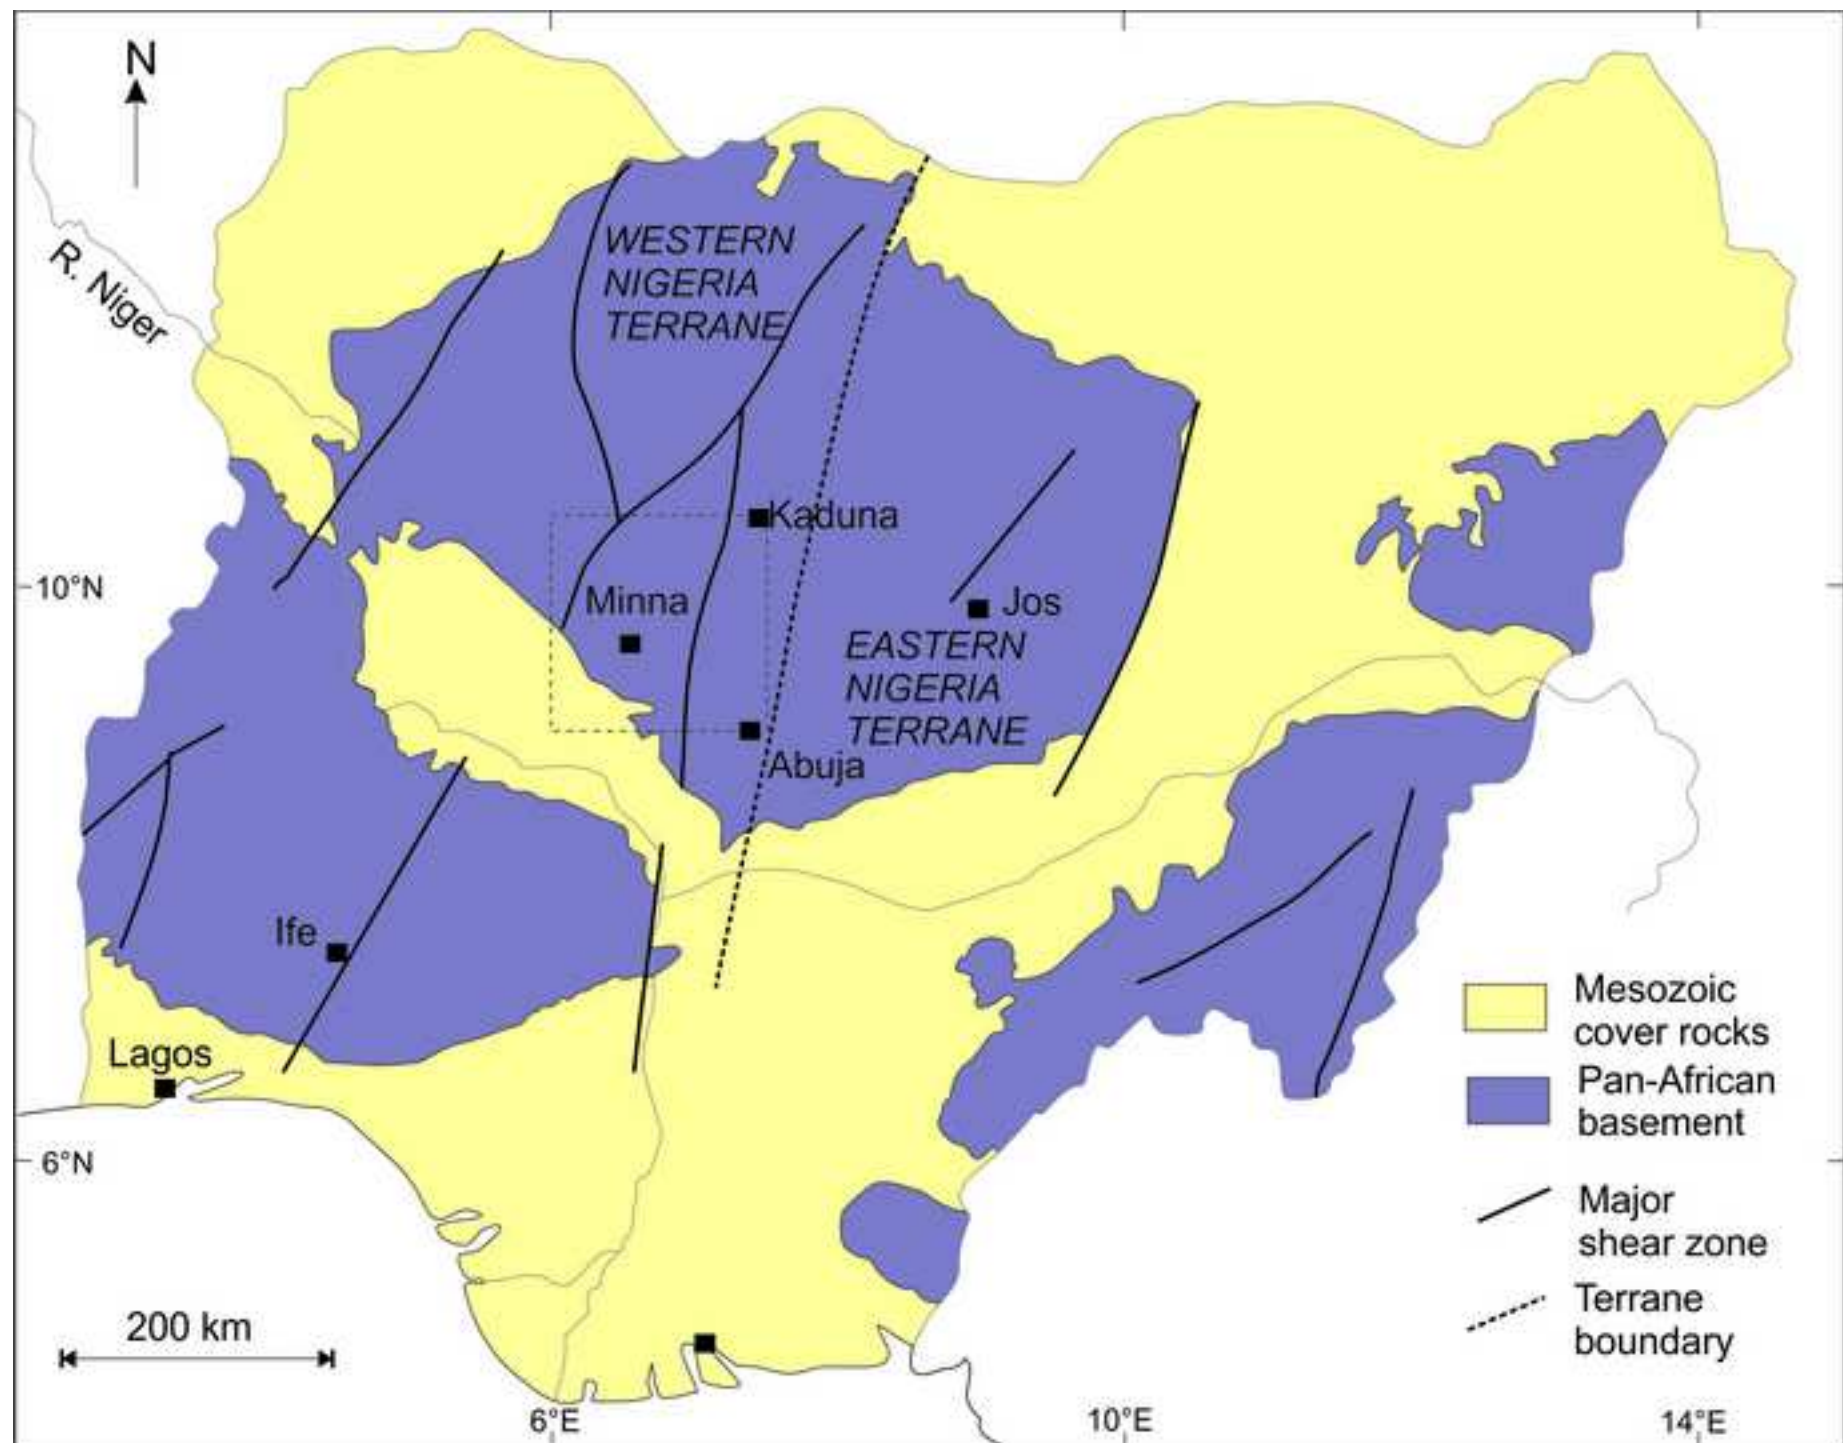 N
R. Niger
WESTERN
NIGERIA
TERRANE
Kaduna
10°N
Minna
Jos
EASTERN
NIGERIA
TERRANE
Abuja
Ife
Lagos
6°N
200 km
Mesozoic
cover rocks
Pan-African
basement
Major
shear zone
Terrane
boundary
6°E
10°E
14°E